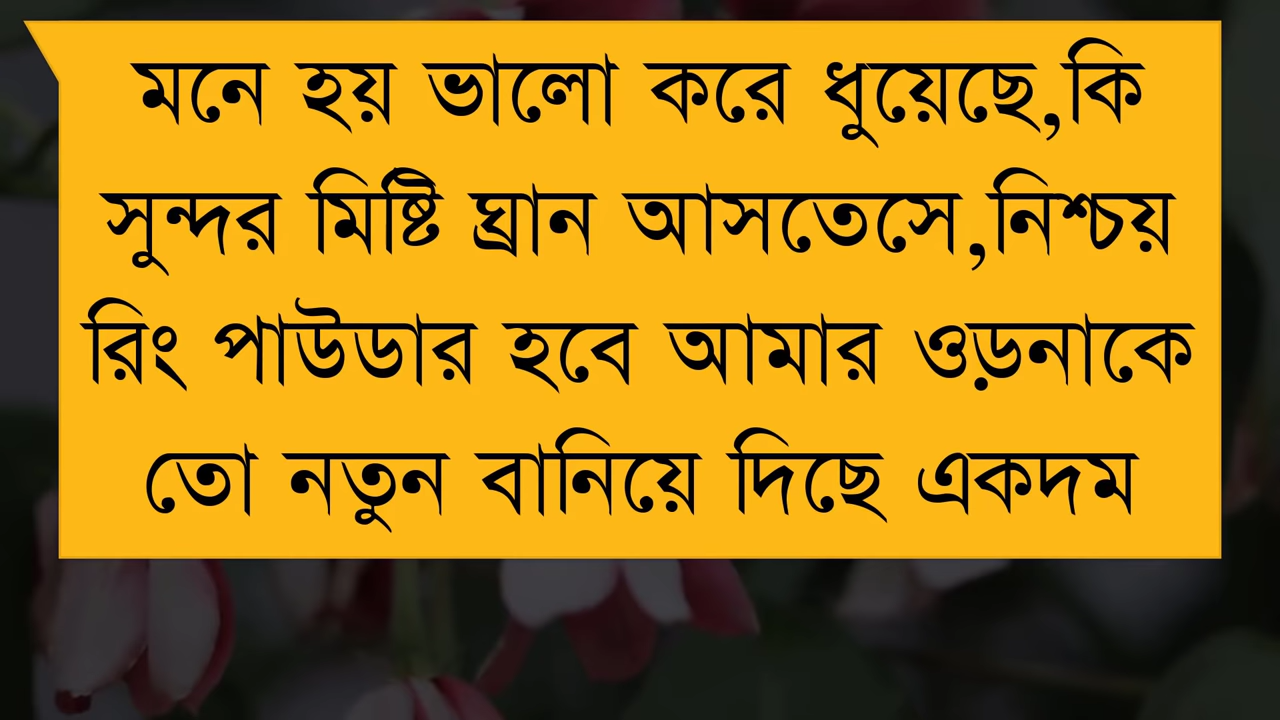 মনে হয় ভালো করে ধুয়েছে,কি
সুন্দর মিষ্টি ঘ্রান আসতেসে,নিশ্চয়
রিং পাউডার হবে আমার ওড়নাকে
তো নতুন বানিয়ে দিছে একদম